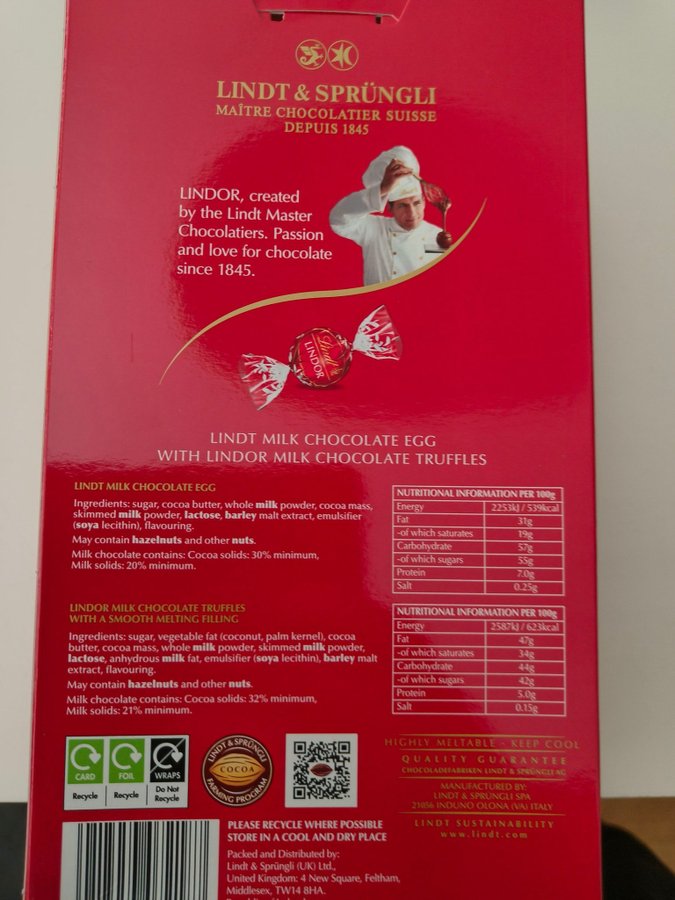 LINDT & SPRÜNGLI
MAÎTRE CHOCOLATIER SUISSE
DEPUIS 1845
LINDOR, created
by the Lindt Master
Chocolatiers. Passion
and love for chocolate
since 1845.
Lindt
LINDOR
LINDT MILK CHOCOLATE EGG
WITH LINDOR MILK CHOCOLATE TRUFFLES
LINDT MILK CHOCOLATE EGG
Ingredients: sugar, cocoa butter, whole milk powder, cocoa mass,
skimmed milk powder, lactose, barley malt extract, emulsifier
(soya lecithin), flavouring.
May contain hazelnuts and other nuts.
Milk chocolate contains: Cocoa solids: 30% minimum,
Milk solids: 20% minimum.
NUTRITIONAL INFORMATION PER 100g
Energy 2253kJ / 539kcal
Fat 31g
-of which saturates 19g
Carbohydrate 57g
-of which sugars 55g
Protein 7.0g
Salt 0.25g
LINDOR MILK CHOCOLATE TRUFFLES
WITH A SMOOTH MELTING FILLING
Ingredients: sugar, vegetable fat (coconut, palm kernel), cocoa
butter, cocoa mass, whole milk powder, skimmed milk powder,
lactose, anhydrous milk fat, emulsifier (soya lecithin), barley malt
extract, flavouring.
May contain hazelnuts and other nuts.
Milk chocolate contains: Cocoa solids: 32% minimum,
Milk solids: 21% minimum.
NUTRITIONAL INFORMATION PER 100g
Energy 2587kJ / 623kcal
Fat 47g
-of which saturates 34g
Carbohydrate 44g
-of which sugars 42g
Protein 5.0g
Salt 0.15g
CARD
Recycle
FOIL
Recycle
WRAPS
Do Not
Recycle
LINDT & SPRÜNGLI
COCOA
FARMING PROGRAM
HIGHLY MELTABLE - KEEP COOL
QUALITY GUARANTEE
CHOCOLADEFABRIKEN LINDT & SPRÜNGLI AG
MANUFACTURED BY:
LINDT & SPRÜNGLI SPA
21056 INDUNO OLONA (VA) ITALY
LINDT SUSTAINABILITY
www.lindt.com
PLEASE RECYCLE WHERE POSSIBLE
STORE IN A COOL AND DRY PLACE
Packed and Distributed by:
Lindt & Sprüngli (UK) Ltd.,
United Kingdom: 4 New Square, Feltham,
Middlesex, TW14 8HA.